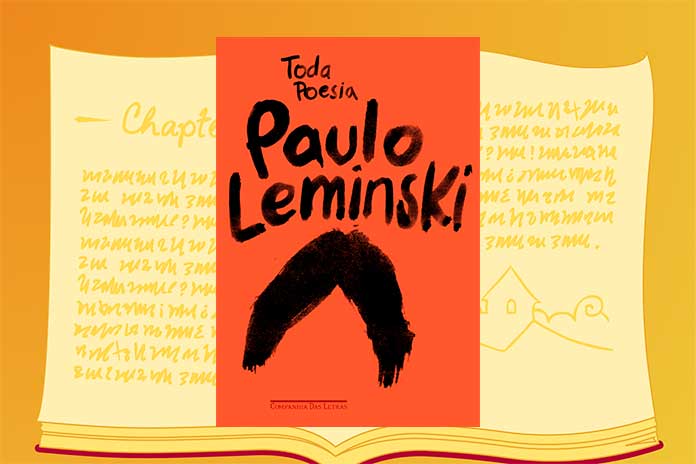 Toda
Poesia
Paulo
Leminski
COMPANHIA DAS LETRAS
— Chapte